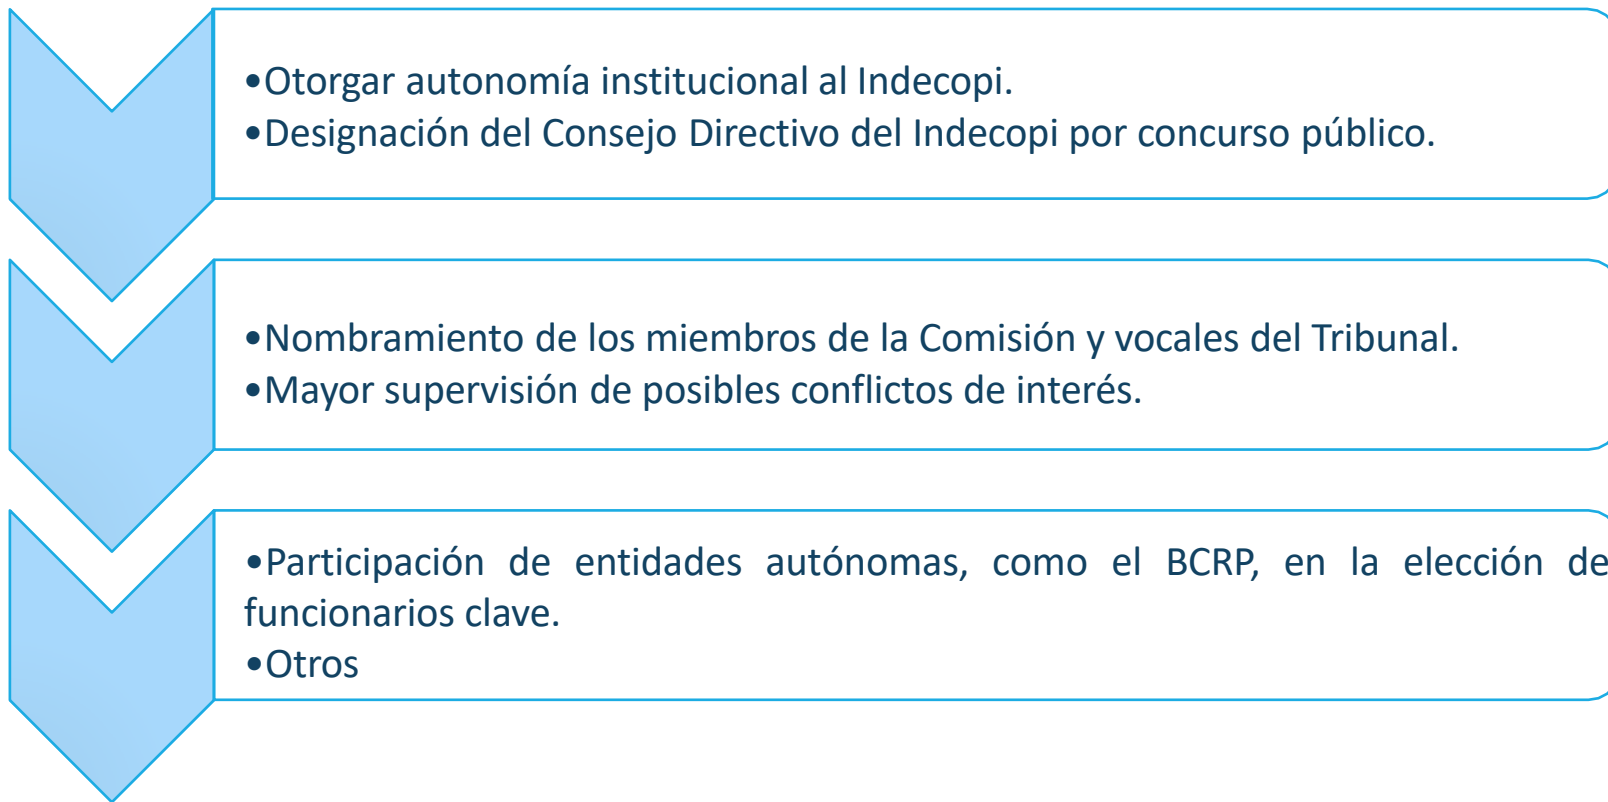 •Otorgar autonomía institucional al Indecopi.
•Designación del Consejo Directivo del Indecopi por concurso público.
•Nombramiento de los miembros de la Comisión y vocales del Tribunal.
•Mayor supervisión de posibles conflictos de interés.
•Participación de entidades autónomas, como el BCRP, en la elección de
funcionarios clave.
•Otros